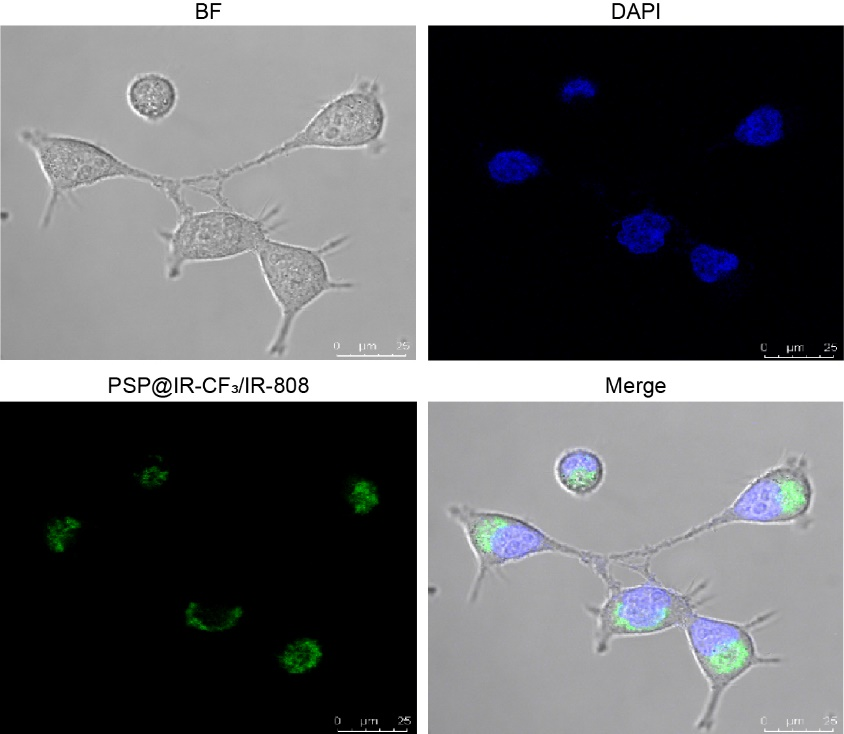 BF
DAPI
0 μm 25
0 μm 25
PSP@IR-CF₃/IR-808
Merge
0 μm 25
0 μm 25